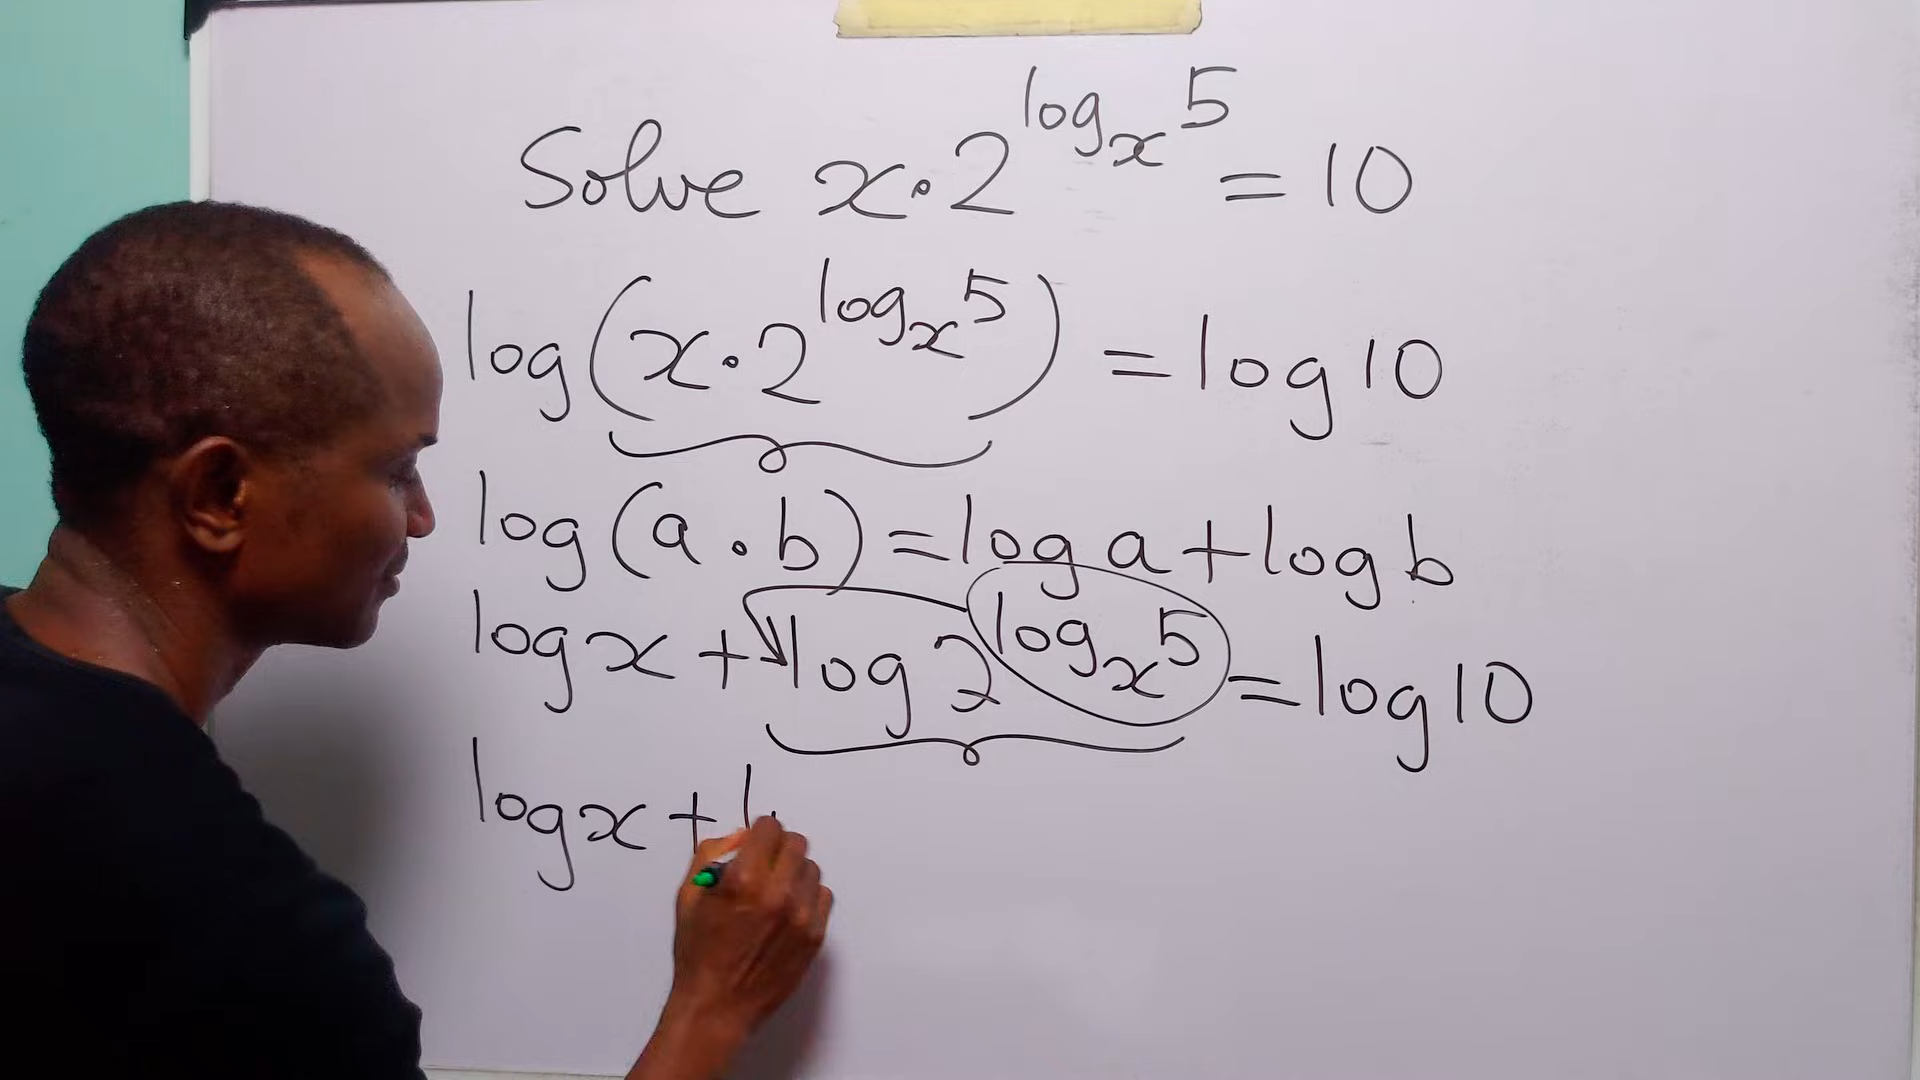 Solve x·2^(log_x 5) = 10
log(x·2^(log_x 5)) = log 10
log(a·b) = log a + log b
log x + log 2^(log_x 5) = log 10
log x + l